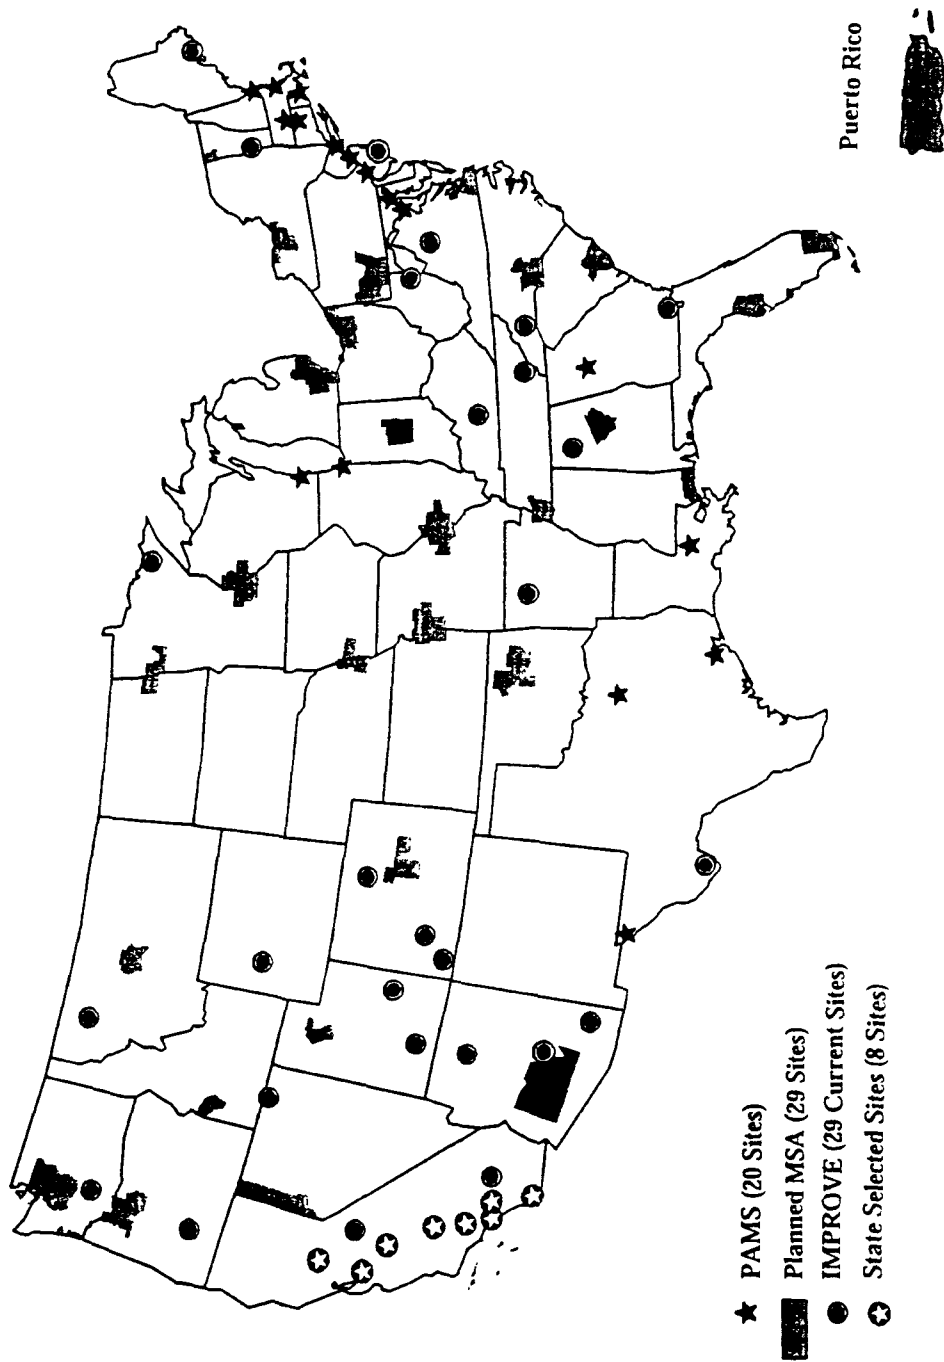 Puerto Rico
PAMS (20 Sites)
Planned MSA (29 Sites)
IMPROVE (29 Current Sites)
State Selected Sites (8 Sites)